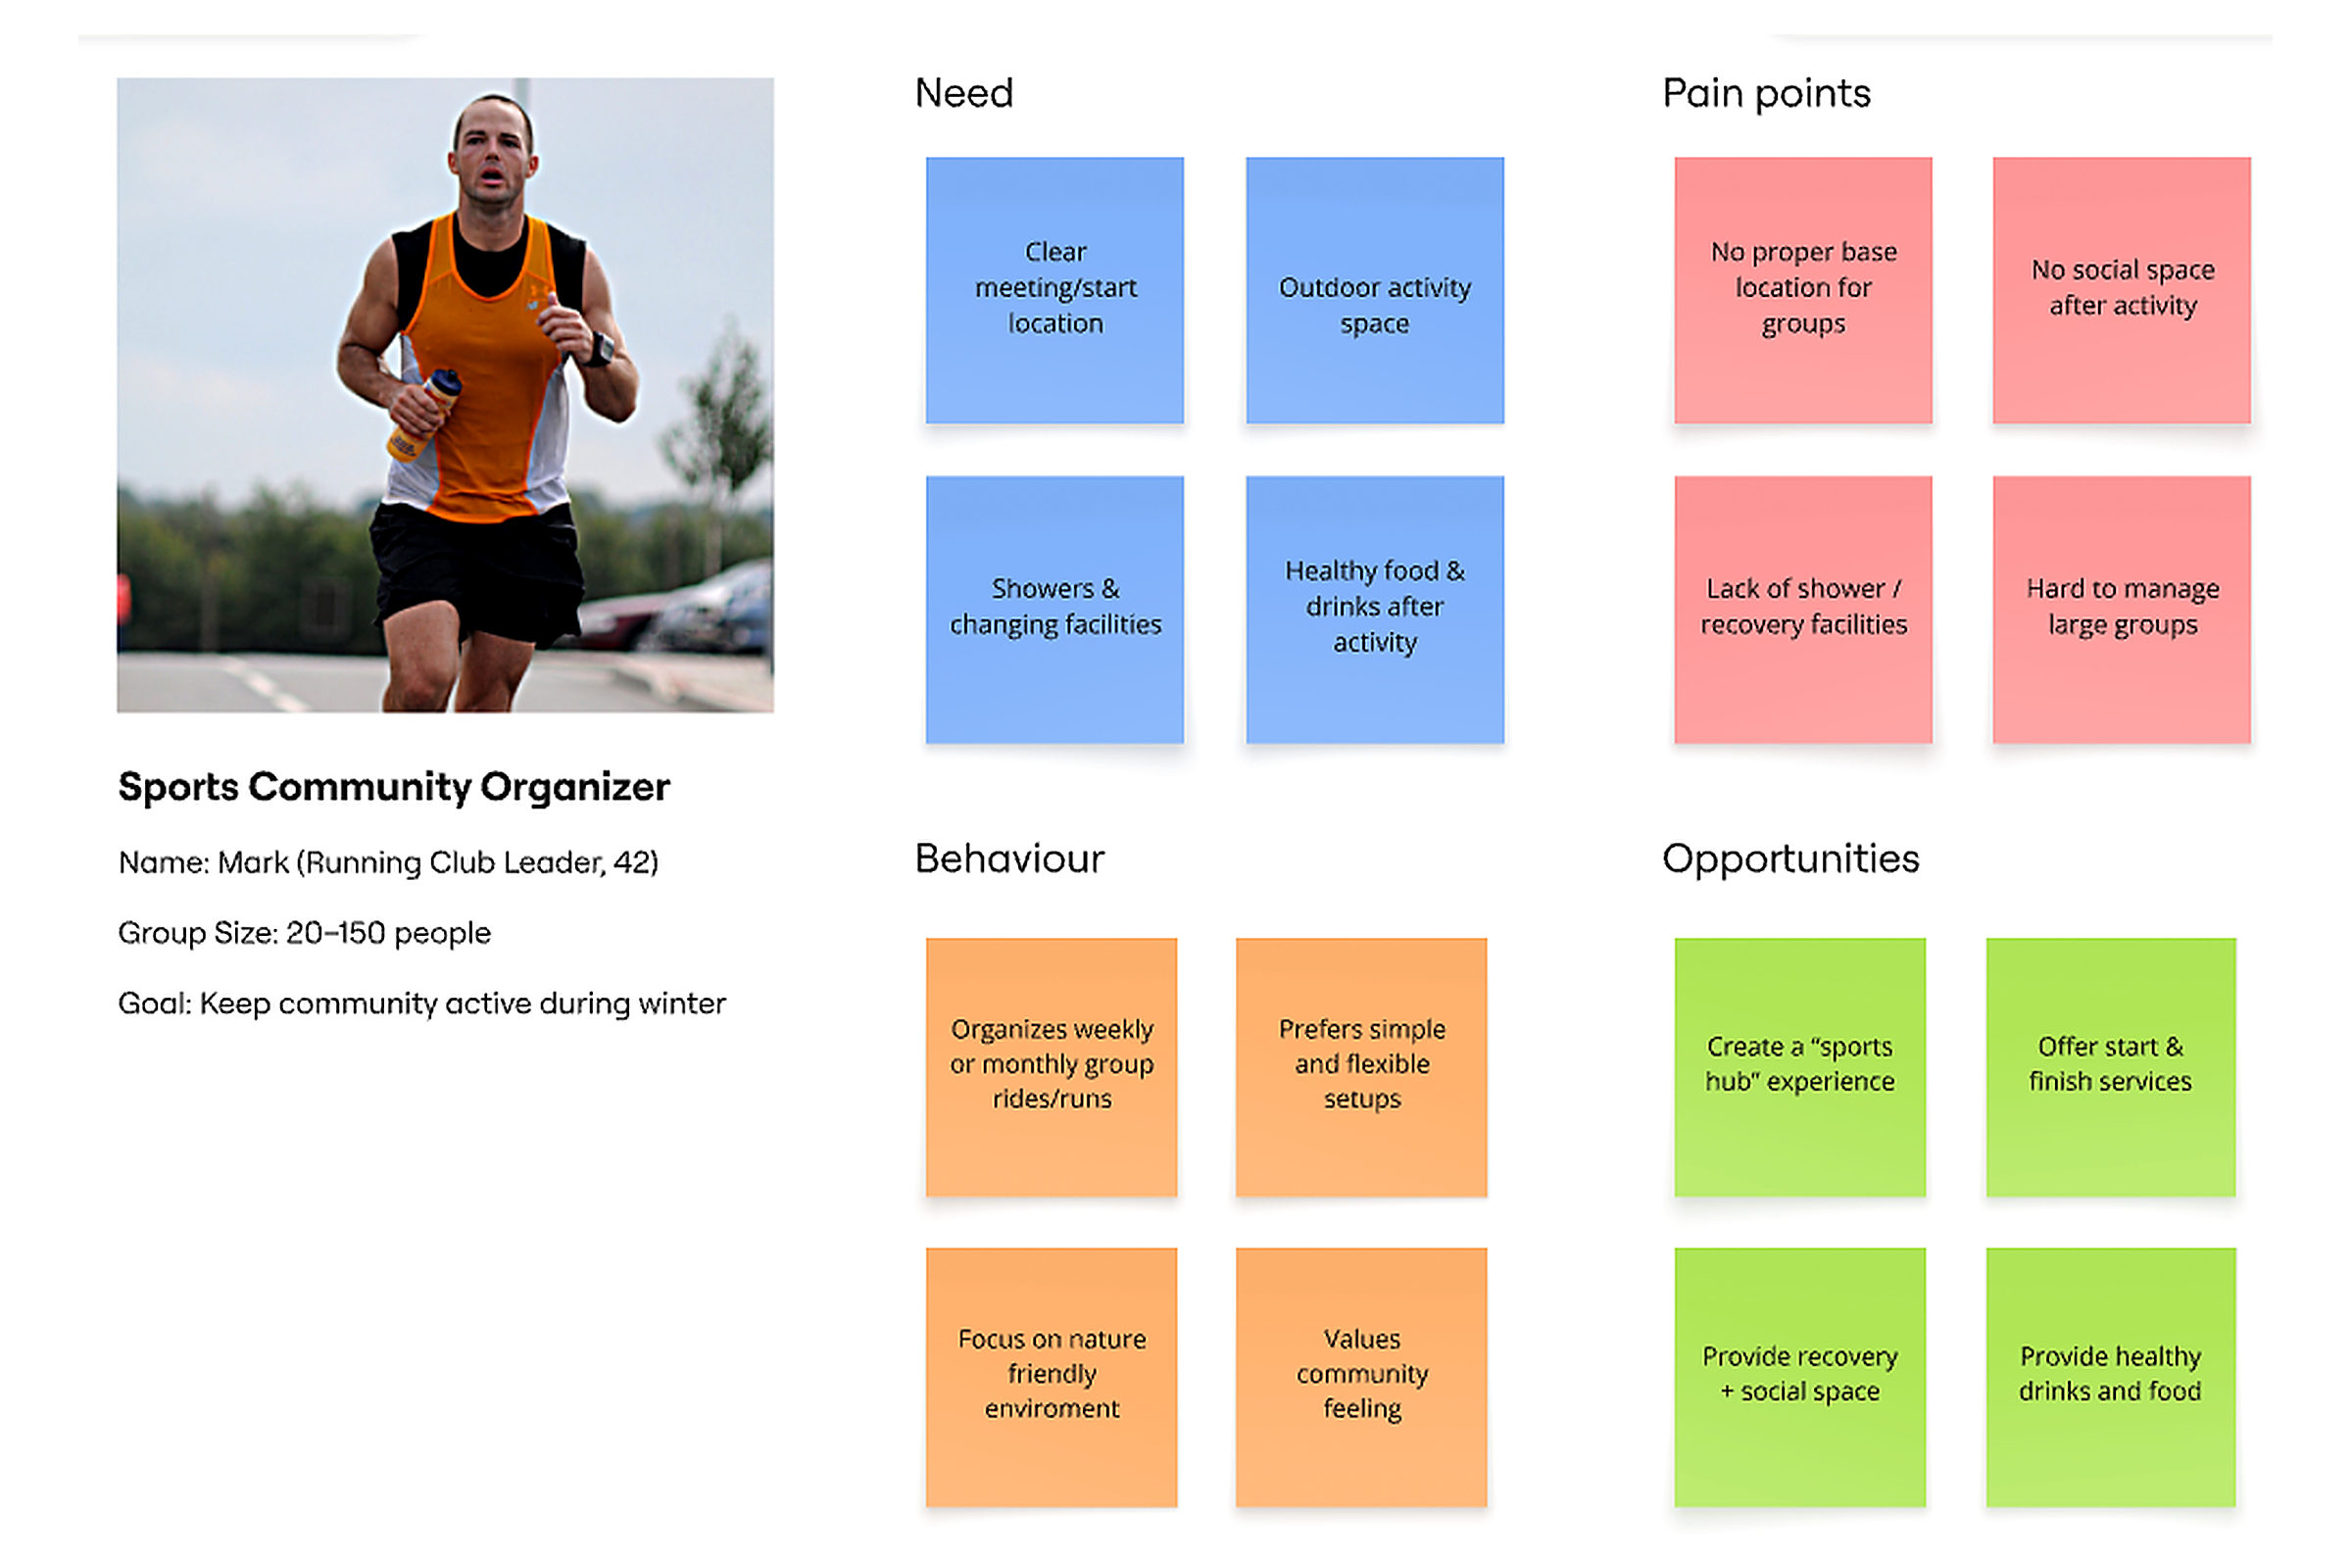 Need
Clear
meeting/start
location
Outdoor activity
space
Showers &
changing facilities
Healthy food &
drinks after
activity
Pain points
No proper base
location for
groups
No social space
after activity
Lack of shower /
recovery facilities
Hard to manage
large groups
Sports Community Organizer
Name: Mark (Running Club Leader, 42)
Group Size: 20–150 people
Goal: Keep community active during winter
Behaviour
Organizes weekly
or monthly group
rides/runs
Prefers simple
and flexible
setups
Focus on nature
friendly
enviroment
Values
community
feeling
Opportunities
Create a “sports
hub” experience
Offer start &
finish services
Provide recovery
+ social space
Provide healthy
drinks and food